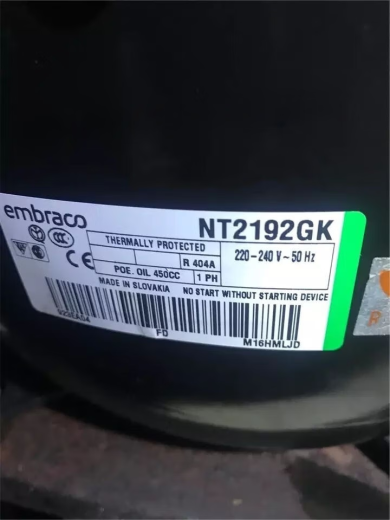 embraco
NT2192GK
THERMALLY PROTECTED
220-240 V ~ 50 Hz
R 404A
CE
POE. OIL 450CC
1 PH
MADE IN SLOVAKIA
NO START WITHOUT STARTING DEVICE
FD
M16HMLJD